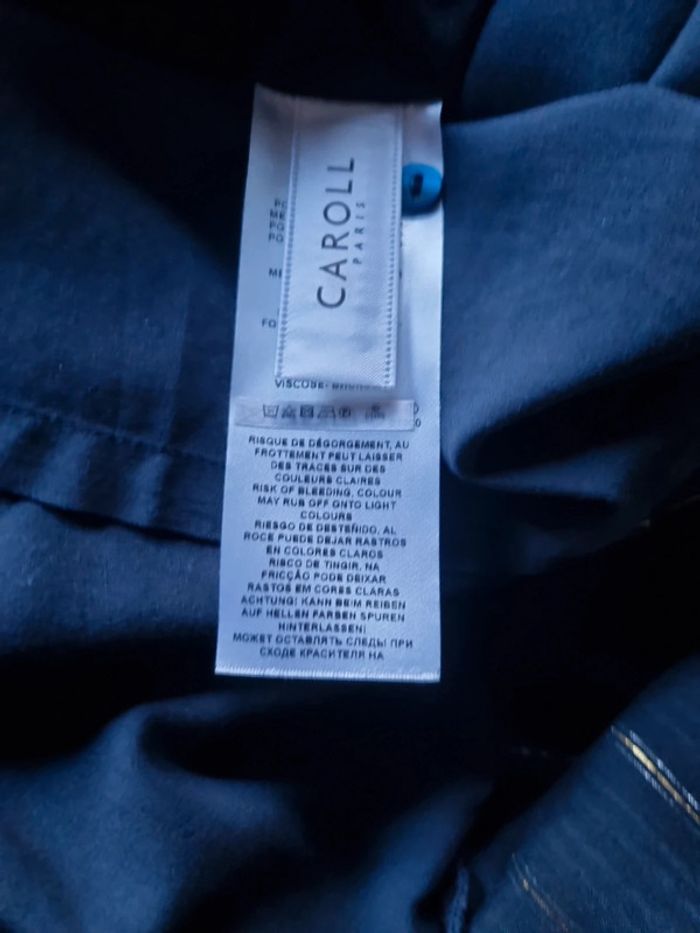 CAROLL
PARIS
FO
VISCOSE-
RISQUE DE DÉGORGEMENT, AU
FROTTEMENT PEUT LAISSER
DES TRACES SUR DES
COULEURS CLAIRES
RISK OF BLEEDING, COLOUR
MAY RUB OFF ONTO LIGHT
COLOURS
RIESGO DE DESTEÑIDO, AL
ROCE PUEDE DEJAR RASTROS
EN COLORES CLAROS
RISCO DE TINGIR, NA
FRICÇÃO PODE DEIXAR
RASTOS EM CORES CLARAS
ACHTUNG! KANN BEIM REIBEN
AUF HELLEN FARBEN SPUREN
HINTERLASSEN!
МОЖЕТ ОСТАВЛЯТЬ СЛЕДЫ ПРИ
СХОДЕ КРАСИТЕЛЯ НА